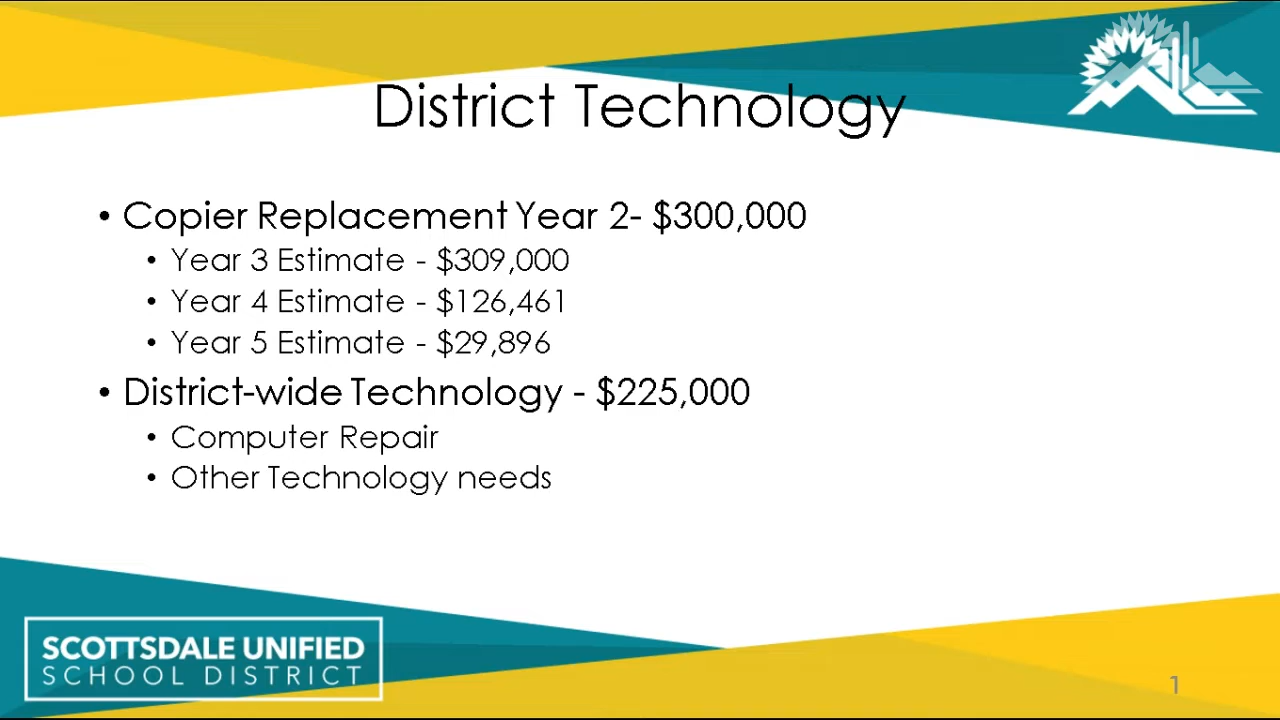 District Technology
• Copier Replacement Year 2- $300,000
• Year 3 Estimate - $309,000
• Year 4 Estimate - $126,461
• Year 5 Estimate - $29,896
• District-wide Technology - $225,000
• Computer Repair
• Other Technology needs
SCOTTSDALE UNIFIED
SCHOOL DISTRICT
1